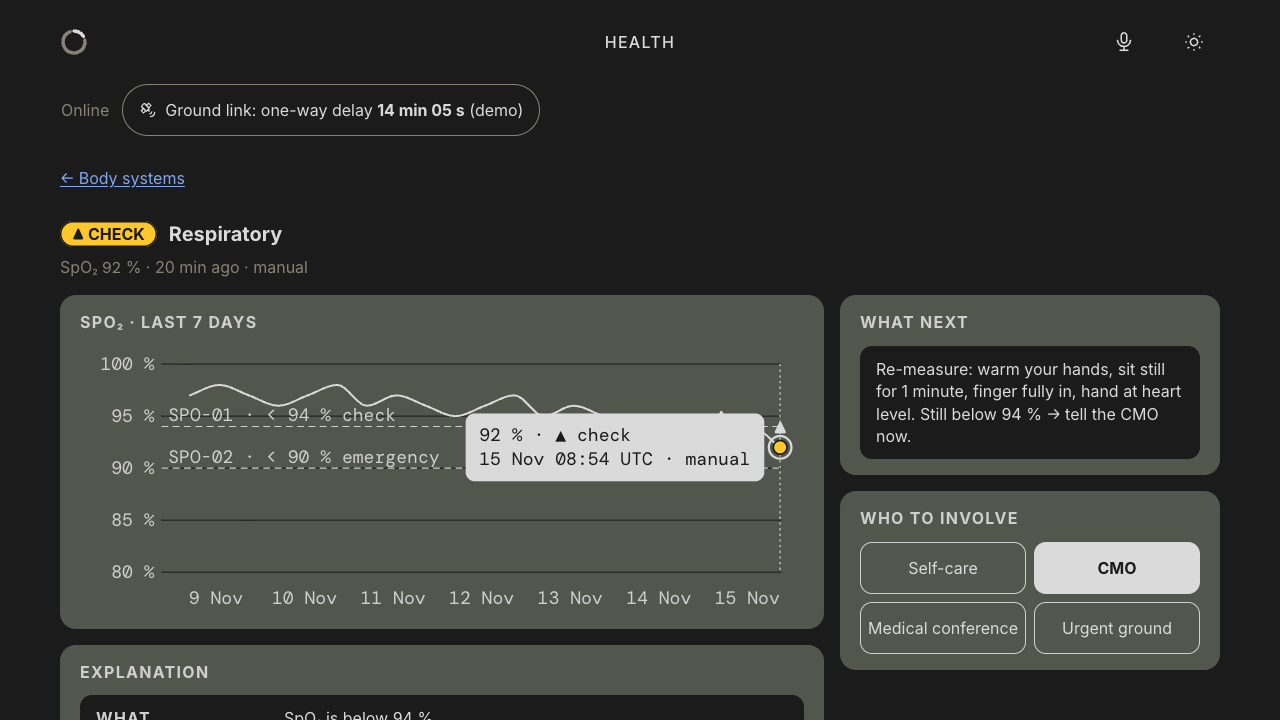 HEALTH
Online
Ground link: one-way delay 14 min 05 s (demo)
← Body systems
▲ CHECK
Respiratory
SpO₂ 92 % · 20 min ago · manual
SPO₂ · LAST 7 DAYS
100 %
95 %
SPO-01 · < 94 % check
92 % · ▲ check
15 Nov 08:54 UTC · manual
SPO-02 · < 90 % emergency
90 %
85 %
80 %
9 Nov 10 Nov 11 Nov 12 Nov 13 Nov 14 Nov 15 Nov
WHAT NEXT
Re-measure: warm your hands, sit still
for 1 minute, finger fully in, hand at heart
level. Still below 94 % → tell the CMO
now.
WHO TO INVOLVE
Self-care
CMO
Medical conference
Urgent ground
EXPLANATION
WHAT
SpO₂ is below 94 %